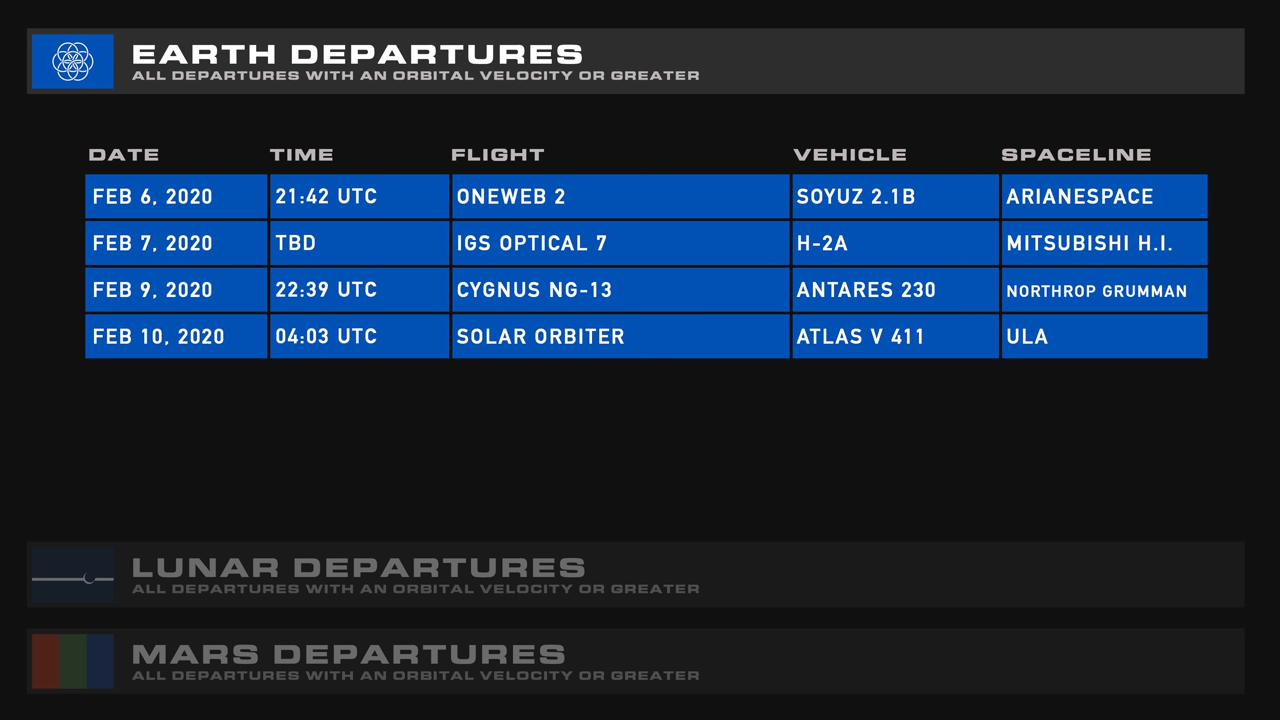 EARTH DEPARTURES
ALL DEPARTURES WITH AN ORBITAL VELOCITY OR GREATER
DATE TIME FLIGHT VEHICLE SPACELINE
FEB 6, 2020 21:42 UTC ONEWEB 2 SOYUZ 2.1B ARIANESPACE
FEB 7, 2020 TBD IGS OPTICAL 7 H-2A MITSUBISHI H.I.
FEB 9, 2020 22:39 UTC CYGNUS NG-13 ANTARES 230 NORTHROP GRUMMAN
FEB 10, 2020 04:03 UTC SOLAR ORBITER ATLAS V 411 ULA
LUNAR DEPARTURES
ALL DEPARTURES WITH AN ORBITAL VELOCITY OR GREATER
MARS DEPARTURES
ALL DEPARTURES WITH AN ORBITAL VELOCITY OR GREATER